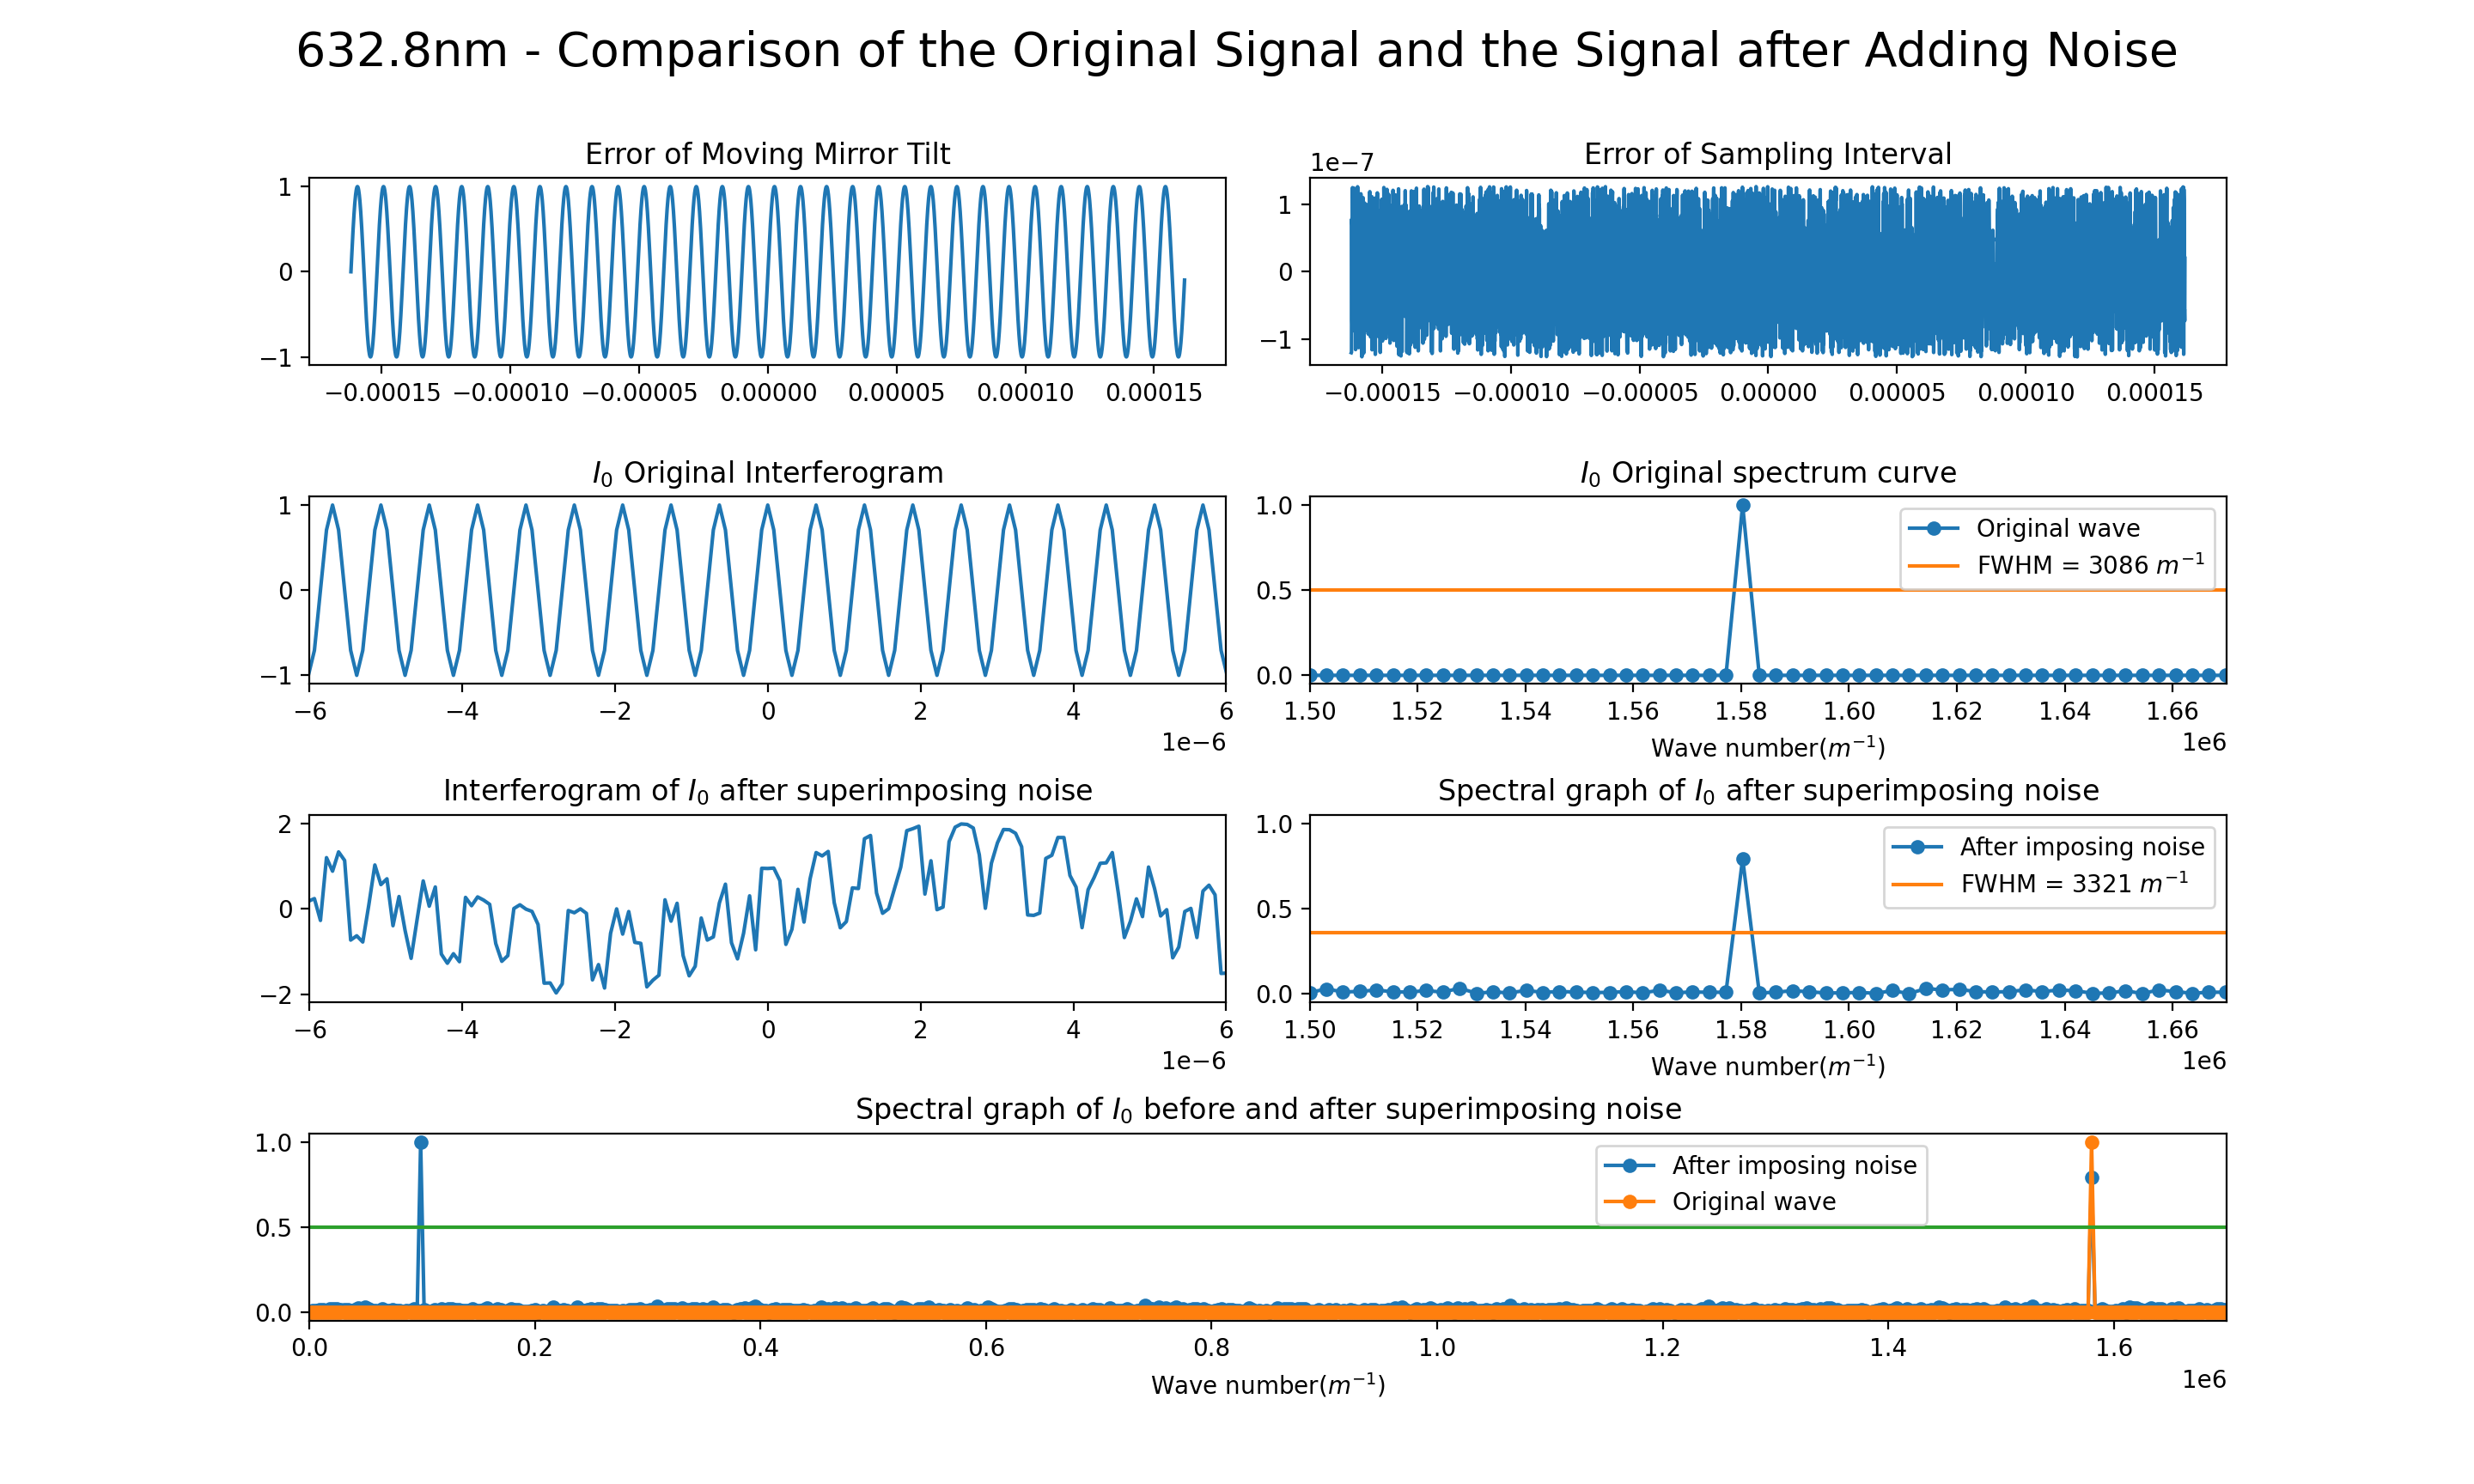 632.8nm - Comparison of the Original Signal and the Signal after Adding Noise
Error of Moving Mirror Tilt
1
0
−1
−0.00015 −0.00010 −0.00005 0.00000 0.00005 0.00010 0.00015
Error of Sampling Interval
1e−7
1
0
−1
−0.00015 −0.00010 −0.00005 0.00000 0.00005 0.00010 0.00015
I₀ Original Interferogram
1
0
−1
−6 −4 −2 0 2 4 6
1e−6
I₀ Original spectrum curve
1.0
0.5
0.0
Original wave
FWHM = 3086 m⁻¹
1.50 1.52 1.54 1.56 1.58 1.60 1.62 1.64 1.66
Wave number(m⁻¹)
1e6
Interferogram of I₀ after superimposing noise
2
0
−2
−6 −4 −2 0 2 4 6
1e−6
Spectral graph of I₀ after superimposing noise
1.0
0.5
0.0
After imposing noise
FWHM = 3321 m⁻¹
1.50 1.52 1.54 1.56 1.58 1.60 1.62 1.64 1.66
Wave number(m⁻¹)
1e6
Spectral graph of I₀ before and after superimposing noise
1.0
0.5
0.0
After imposing noise
Original wave
0.0 0.2 0.4 0.6 0.8 1.0 1.2 1.4 1.6
Wave number(m⁻¹)
1e6